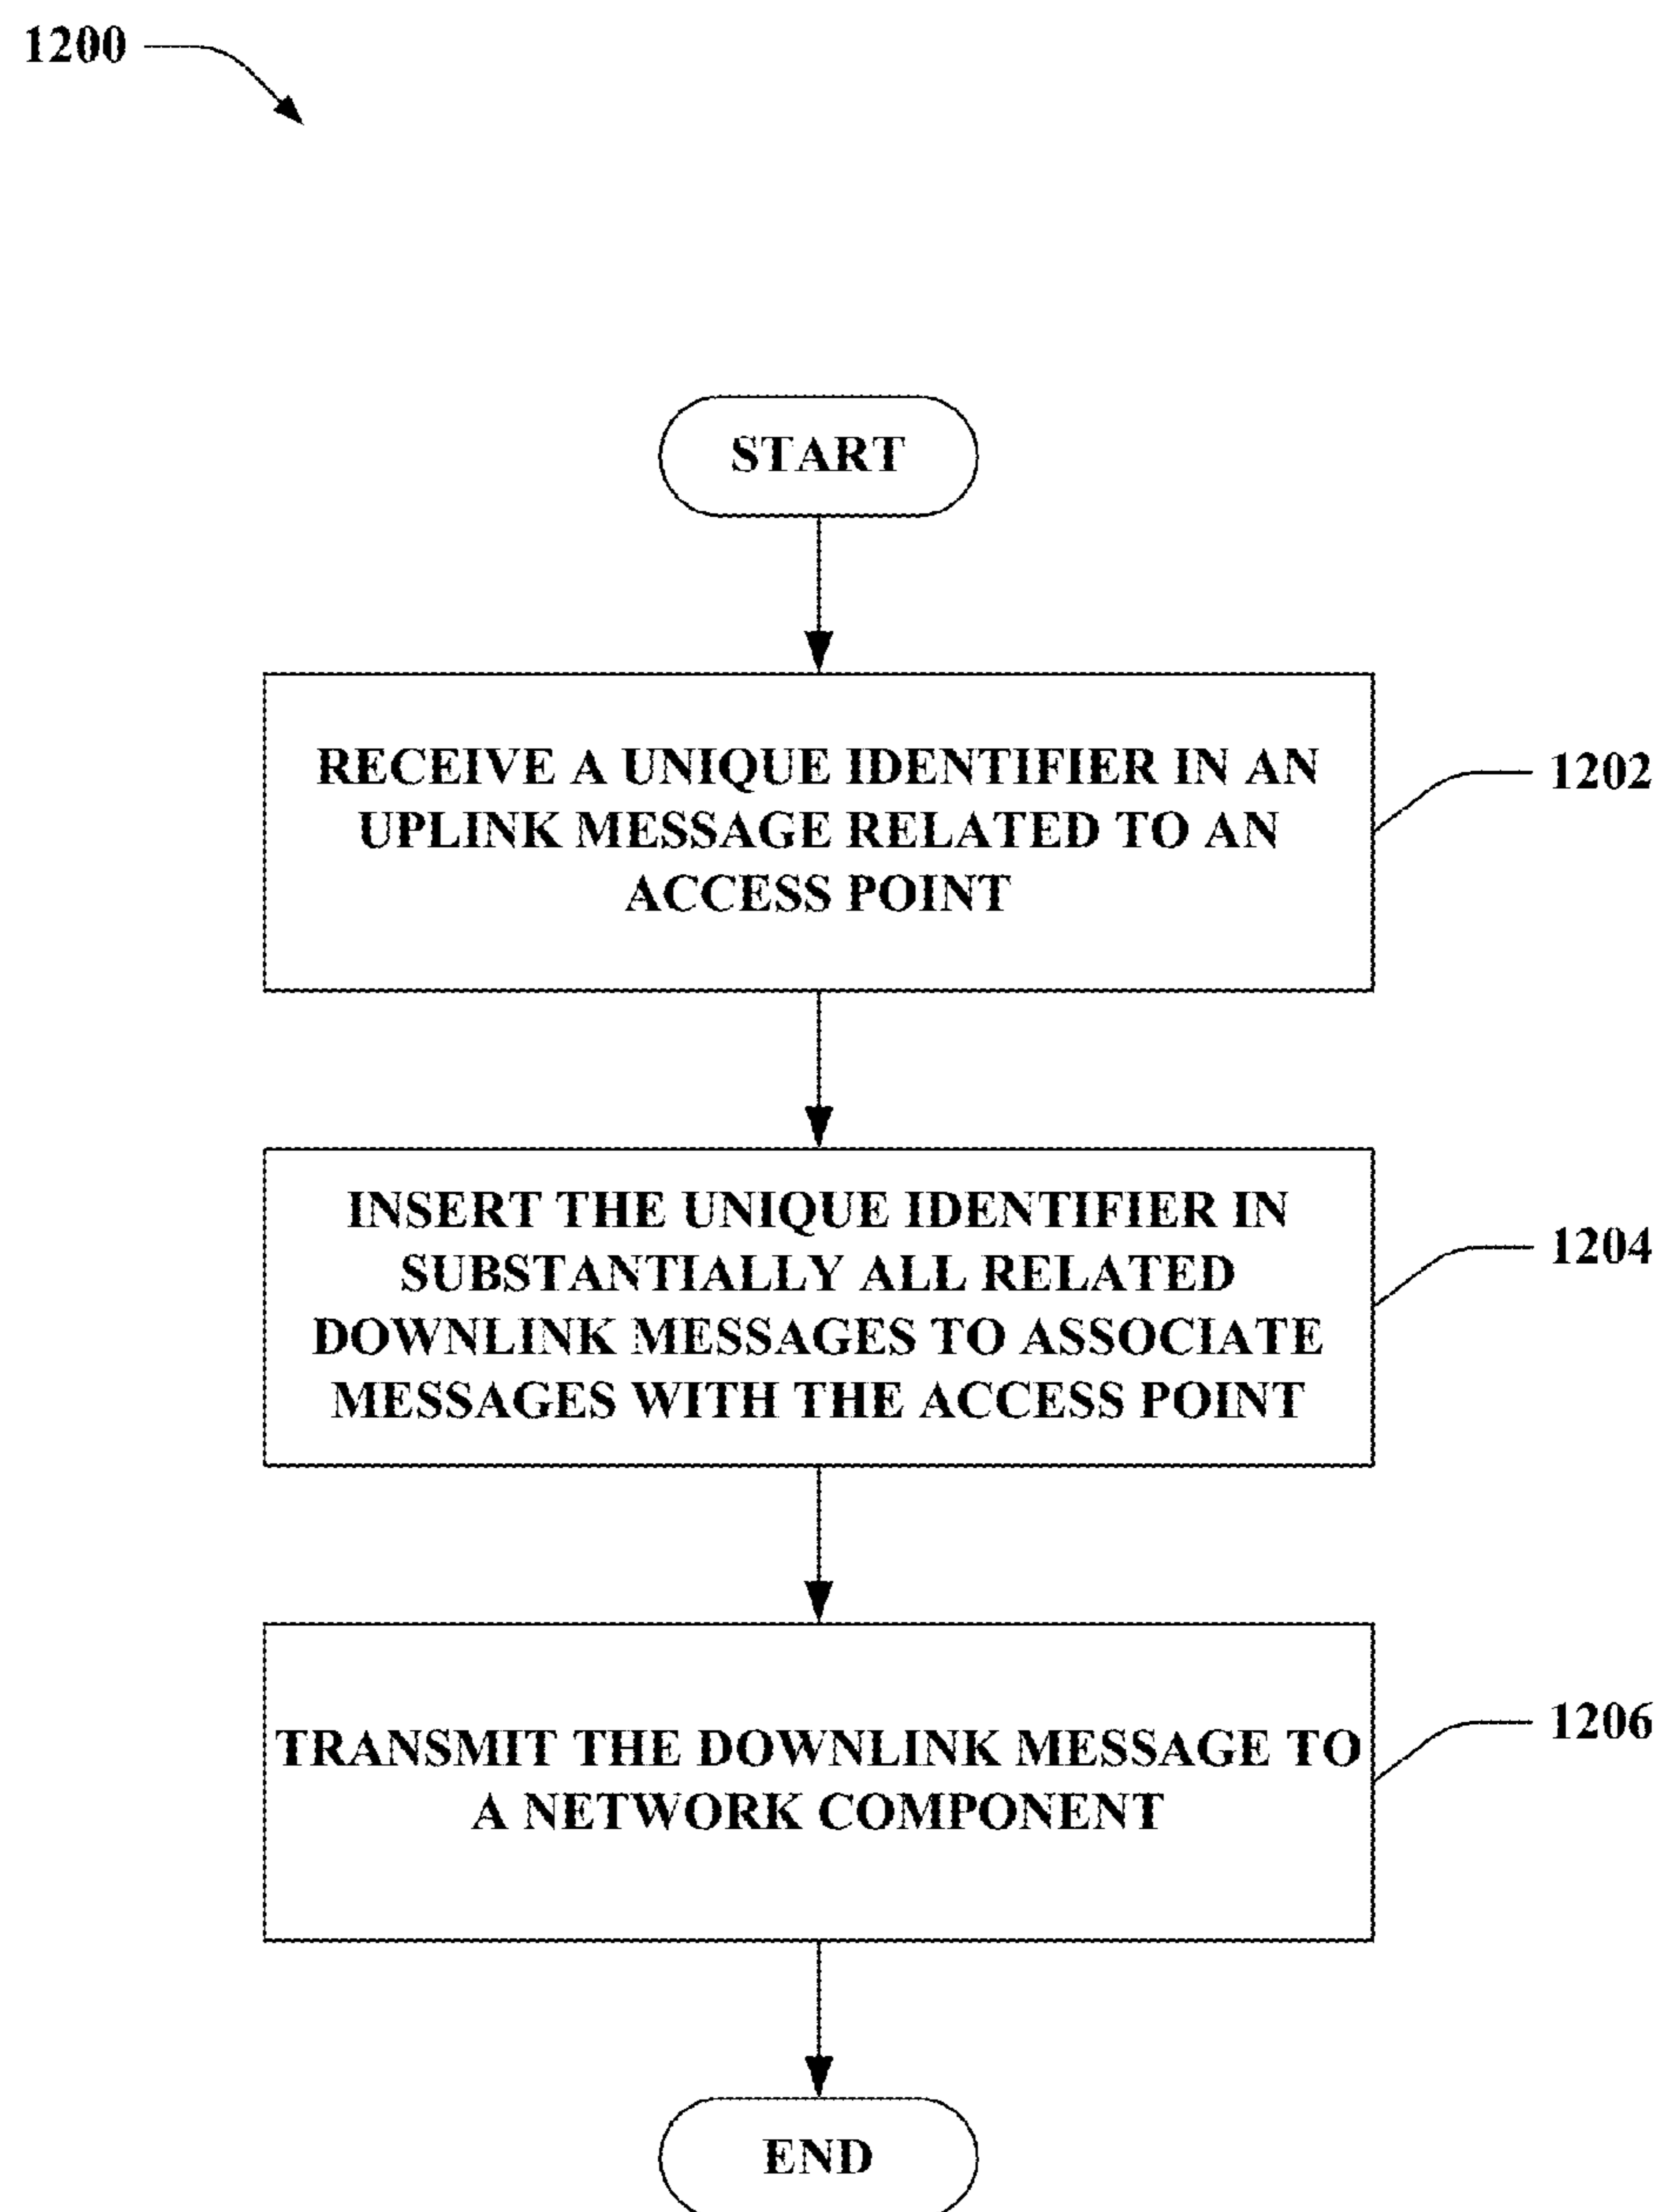 1200
START
RECEIVE A UNIQUE IDENTIFIER IN AN
UPLINK MESSAGE RELATED TO AN
ACCESS POINT
1202
INSERT THE UNIQUE IDENTIFIER IN
SUBSTANTIALLY ALL RELATED
DOWNLINK MESSAGES TO ASSOCIATE
MESSAGES WITH THE ACCESS POINT
1204
TRANSMIT THE DOWNLINK MESSAGE TO
A NETWORK COMPONENT
1206
END